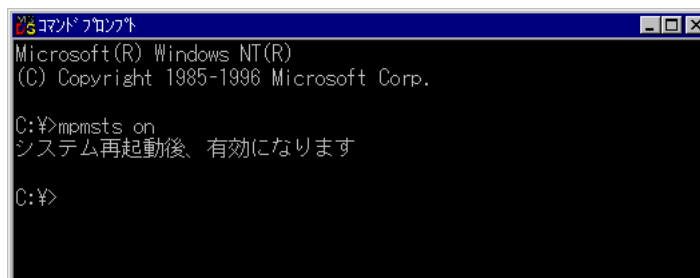 コマンド プロンプト
Microsoft(R) Windows NT(R)
(C) Copyright 1985-1996 Microsoft Corp.
C:¥>mpmsts on
システム再起動後、有効になります
C:¥>